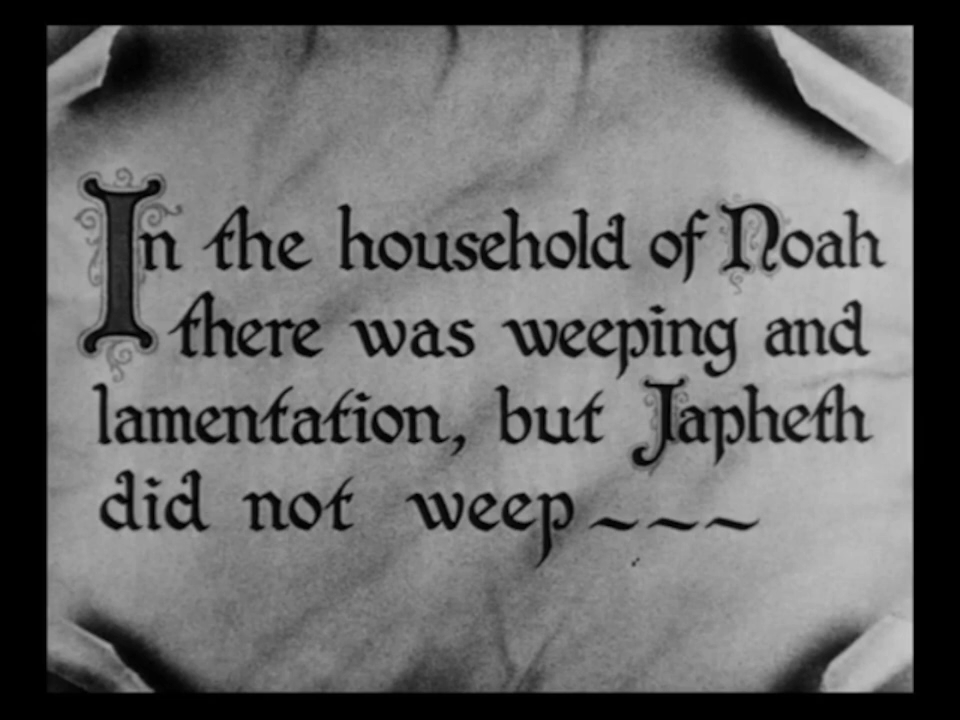 In the household of Noah
there was weeping and
lamentation, but Japheth
did not weep ~~~